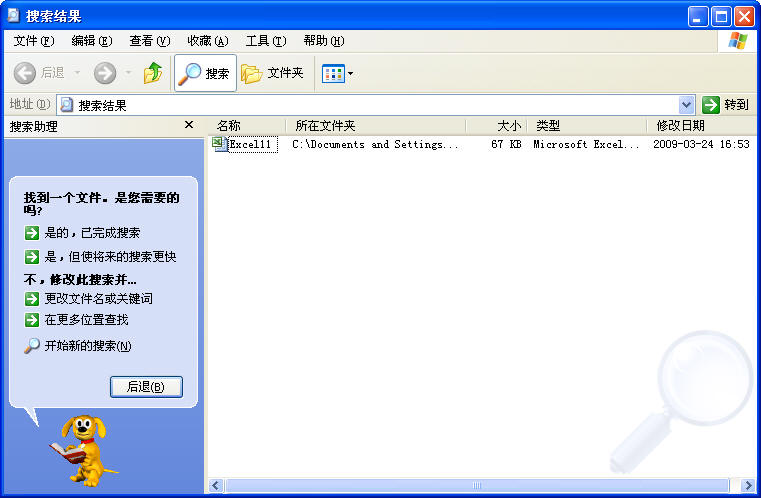 搜索结果
文件(F) 编辑(E) 查看(V) 收藏(A) 工具(T) 帮助(H)
后退 搜索 文件夹
地址(D) 搜索结果 转到
搜索助理
名称 所在文件夹 大小 类型 修改日期
Excel11 C:\Documents and Settings... 67 KB Microsoft Excel... 2009-03-24 16:53
找到一个文件。是您需要的
吗?
是的，已完成搜索
是，但使将来的搜索更快
不，修改此搜索并...
更改文件名或关键词
在更多位置查找
开始新的搜索(N)
后退(B)